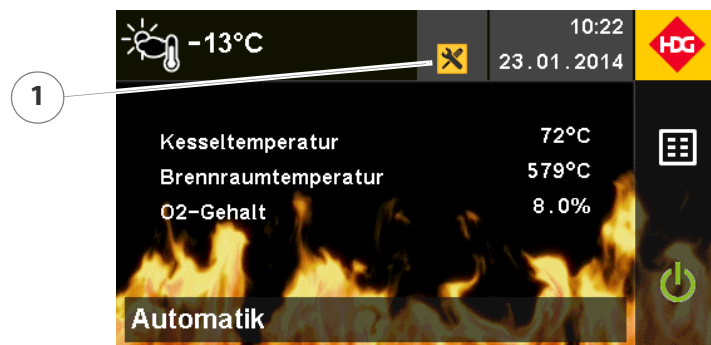 -13°C
10:22
23.01.2014
HDG
1
Kesseltemperatur 72°C
Brennraumtemperatur 579°C
O2-Gehalt 8.0%
Automatik